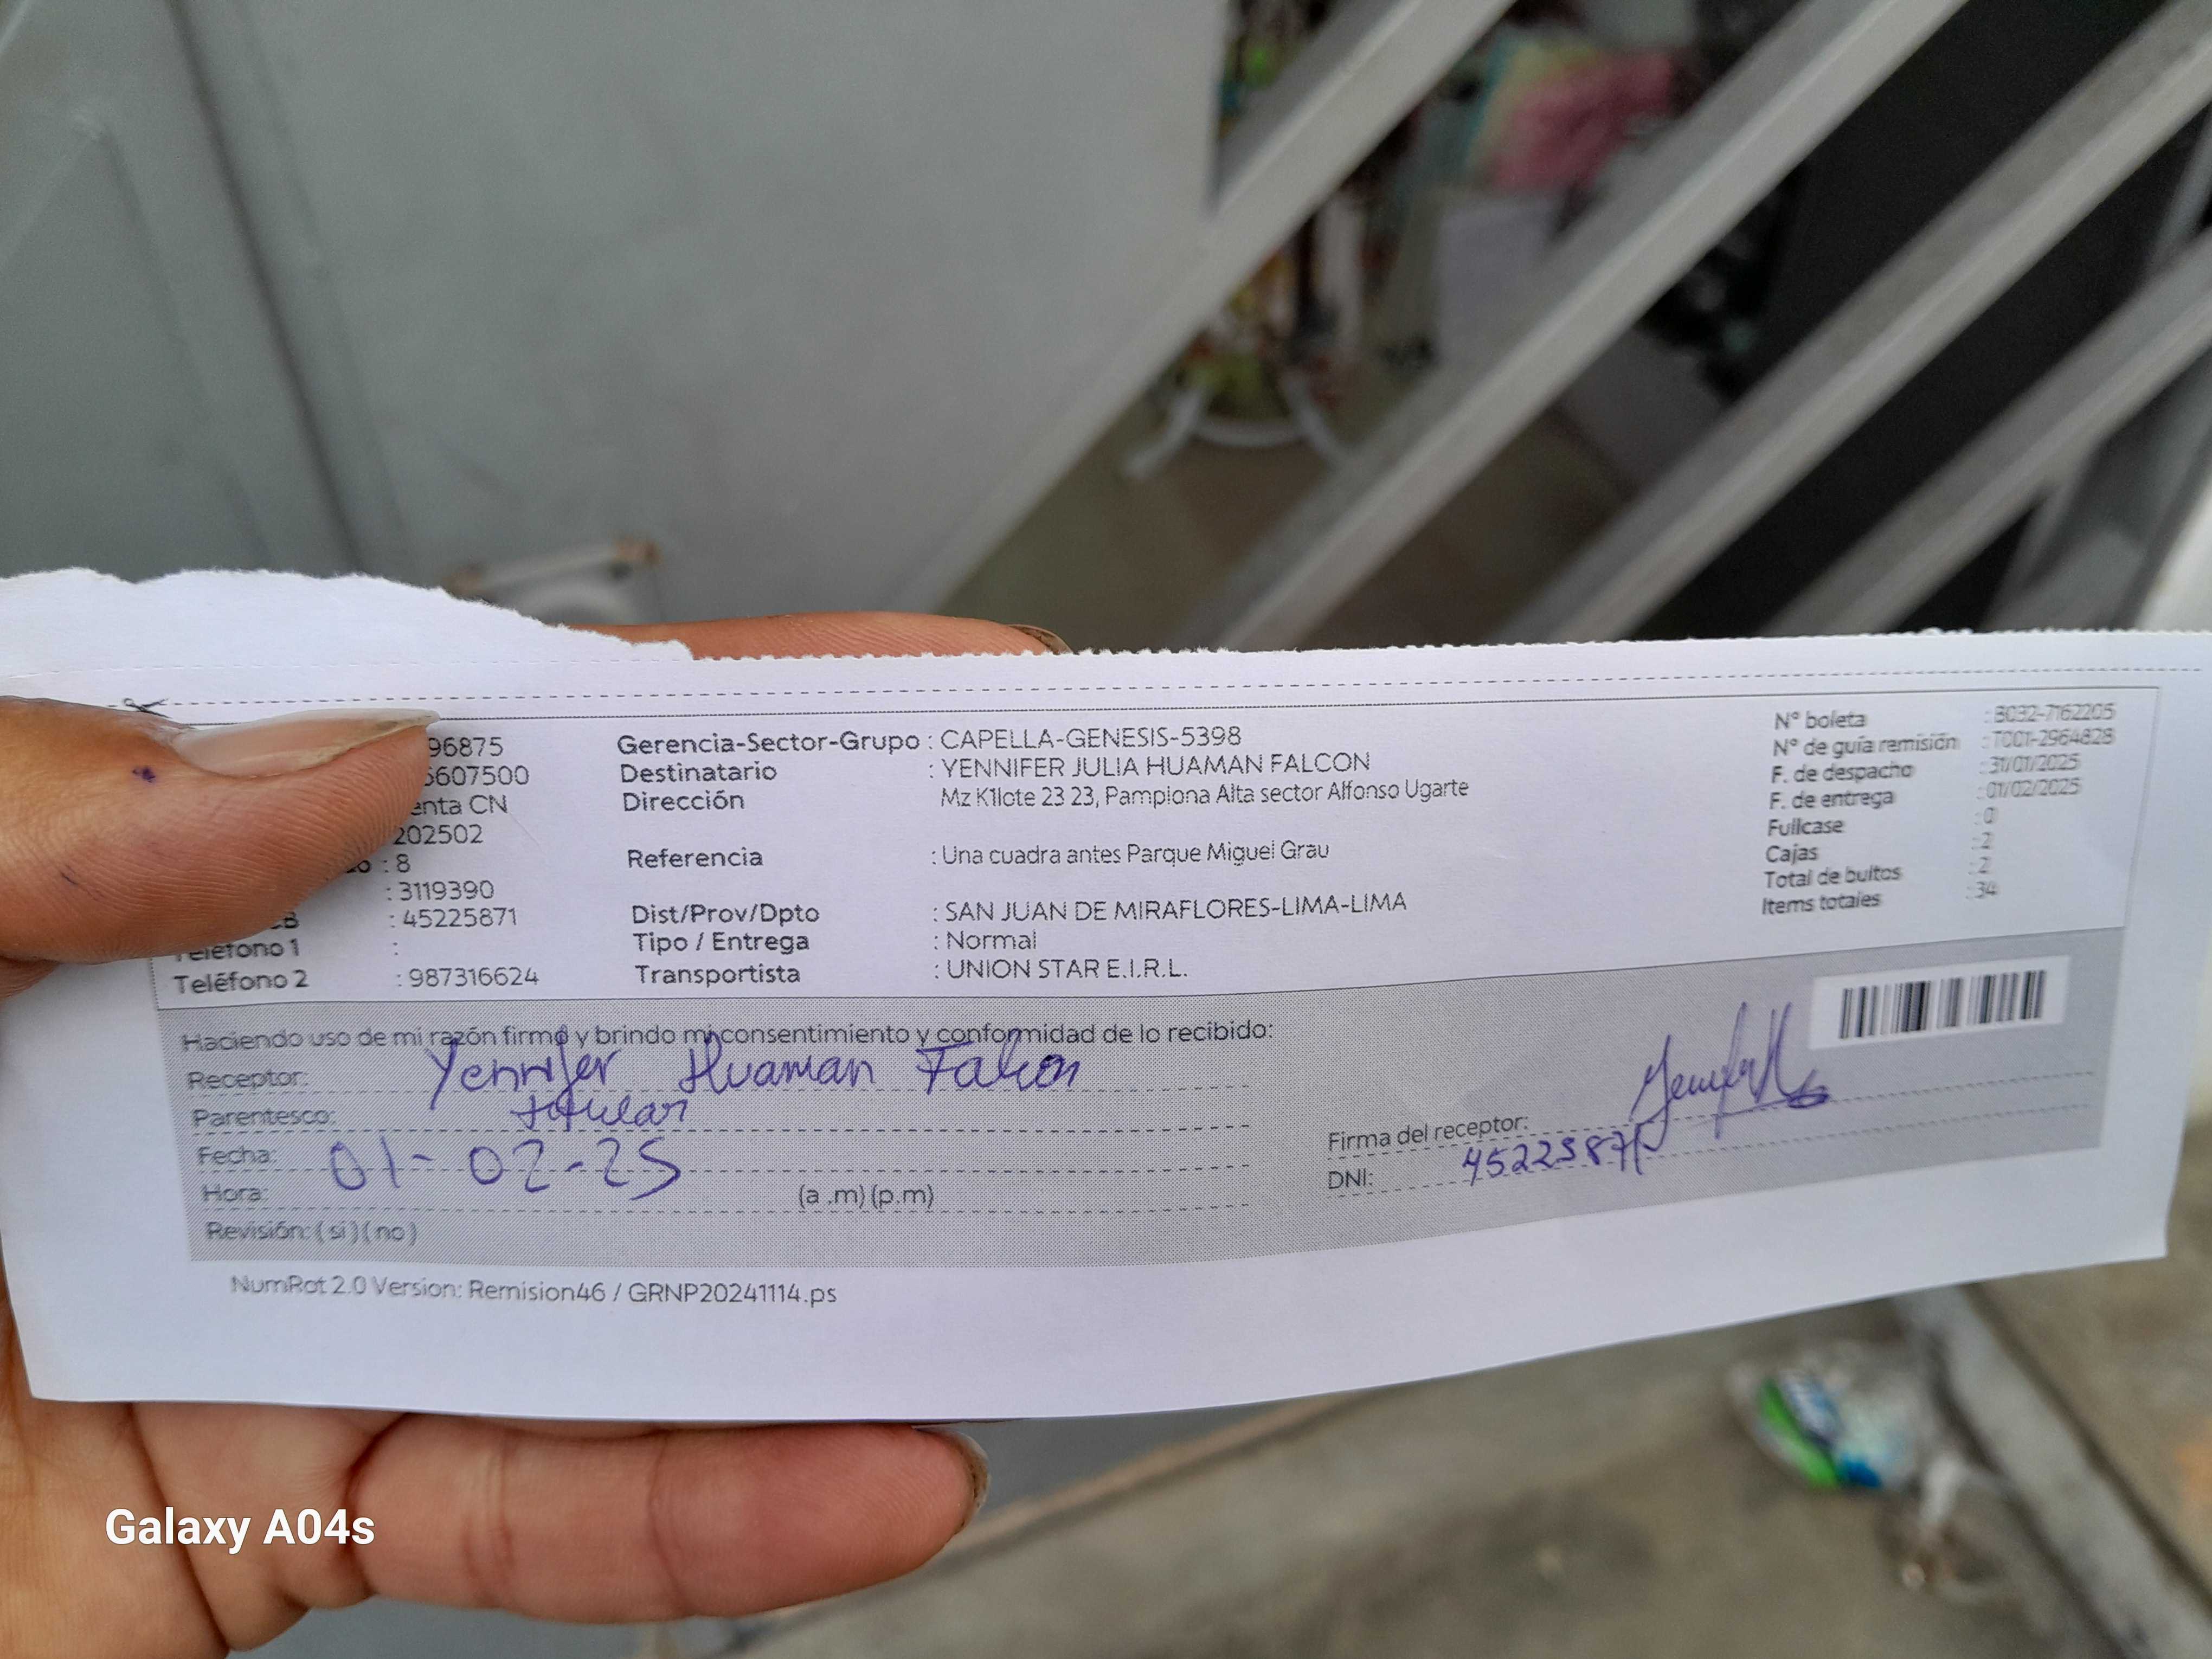 96875
6607500
enta CN
202502
: 8
: 3119390
: 45225871
Teléfono 1 :
Teléfono 2 : 987316624
Gerencia-Sector-Grupo : CAPELLA-GENESIS-5398
Destinatario : YENNIFER JULIA HUAMAN FALCON
Dirección Mz K1lote 23 23, Pamplona Alta sector Alfonso Ugarte
Referencia : Una cuadra antes Parque Miguel Grau
Dist/Prov/Dpto : SAN JUAN DE MIRAFLORES-LIMA-LIMA
Tipo / Entrega : Normal
Transportista : UNION STAR E.I.R.L.
N° boleta : B032-7162205
N° de guía remisión : T001-2964828
F. de despacho : 31/01/2025
F. de entrega : 01/02/2025
Fullcase : 0
Cajas : 2
Total de bultos : 2
Items totales : 34
Haciendo uso de mi razón firmo y brindo mi consentimiento y conformidad de lo recibido:
Receptor: Yennifer Huaman Falcon
Parentesco: titular
Fecha: 01-02-25
Hora: (a .m) (p.m)
Revisión: ( si ) ( no )
Firma del receptor:
DNI: 45225871
NumRot 2.0 Version: Remision46 / GRNP20241114.ps
Galaxy A04s